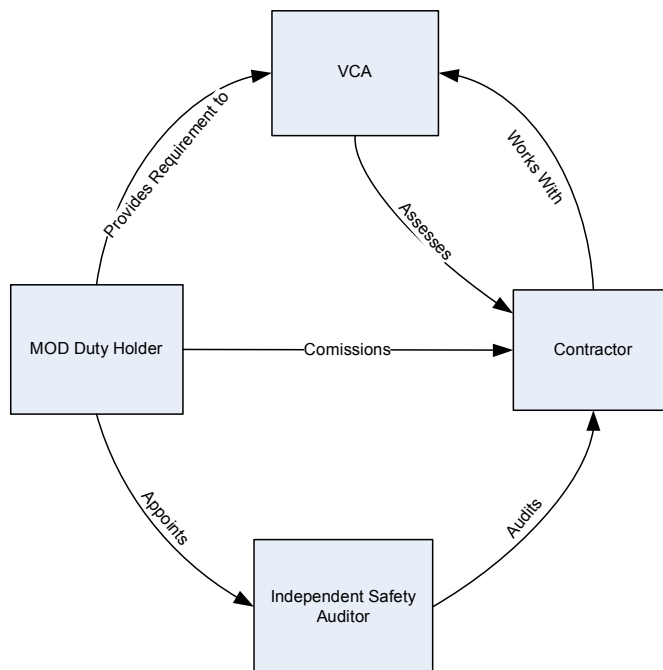 VCA
Provides Requirement to
Works With
Assesses
MOD Duty Holder
Comissions
Contractor
Appoints
Audits
Independent Safety
Auditor